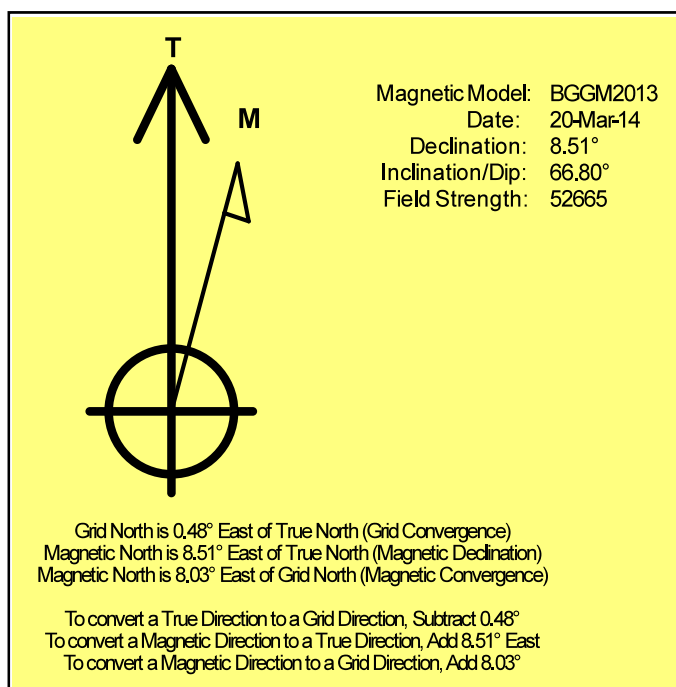 T
M
Magnetic Model: BGGM2013
Date: 20-Mar-14
Declination: 8.51°
Inclination/Dip: 66.80°
Field Strength: 52665
Grid North is 0.48° East of True North (Grid Convergence)
Magnetic North is 8.51° East of True North (Magnetic Declination)
Magnetic North is 8.03° East of Grid North (Magnetic Convergence)
To convert a True Direction to a Grid Direction, Subtract 0.48°
To convert a Magnetic Direction to a True Direction, Add 8.51° East
To convert a Magnetic Direction to a Grid Direction, Add 8.03°